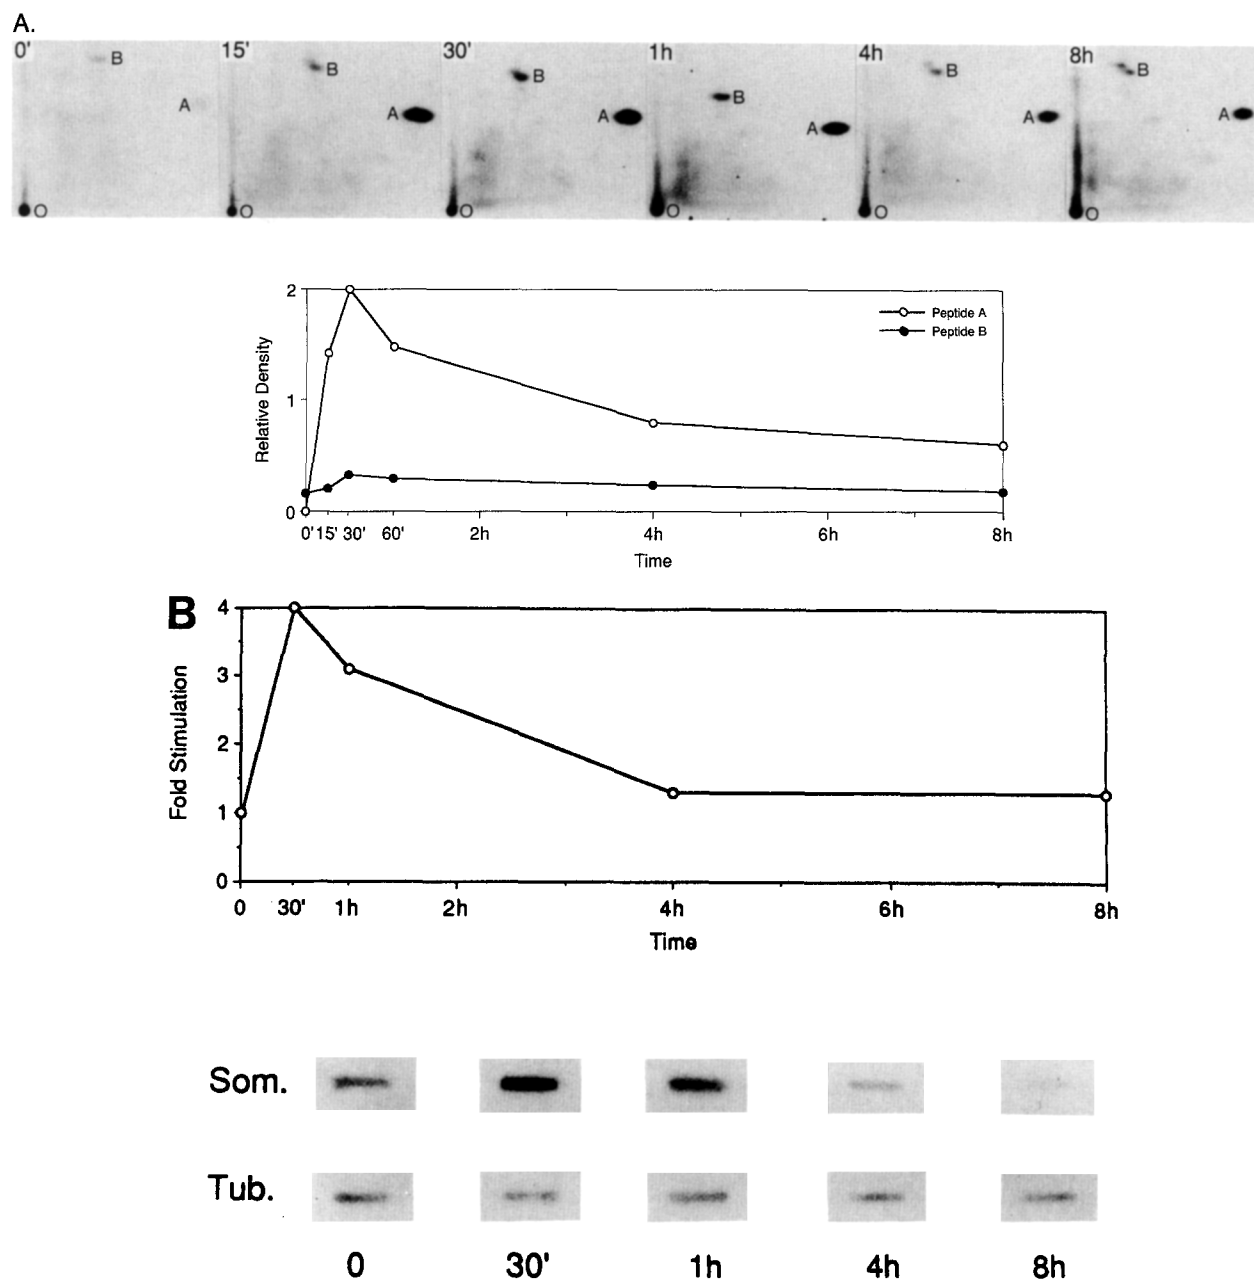 A.
0' 15' 30' 1h 4h 8h
B B B B B B
A A A A A A
O O O O O O
2
1
0
Relative Density
Peptide A
Peptide B
0' 15' 30' 60' 2h 4h 6h 8h
Time
B
4
3
2
1
0
Fold Stimulation
0 30' 1h 2h 4h 6h 8h
Time
Som.
Tub.
0 30' 1h 4h 8h